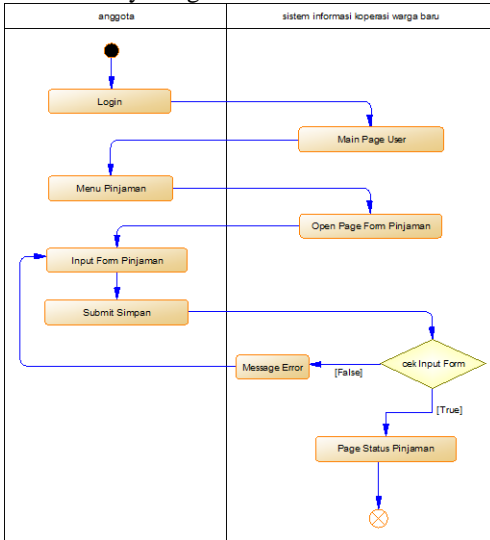 anggota
sistem informasi koperasi warga baru
Login
Main Page User
Menu Pinjaman
Open Page Form Pinjaman
Input Form Pinjaman
Submit Simpan
cek Input Form
Message Error
[False]
[True]
Page Status Pinjaman